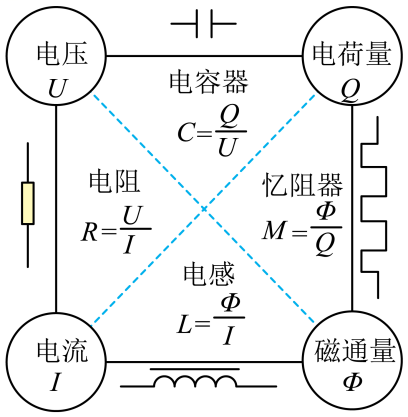 电压
U
电荷量
Q
电容器
C=Q/U
电阻
R=U/I
忆阻器
M=Φ/Q
电感
L=Φ/I
电流
I
磁通量
Φ